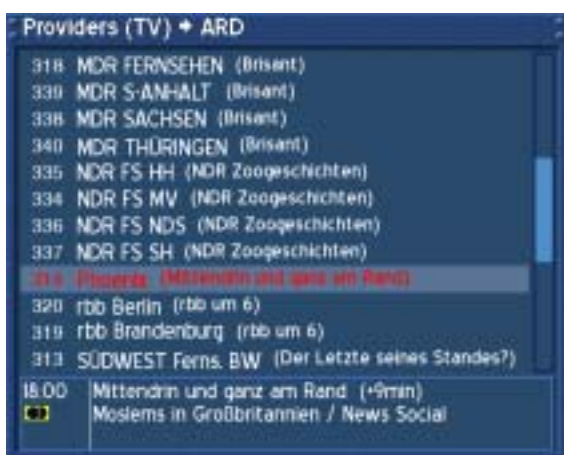 Providers (TV) → ARD
318 MDR FERNSEHEN (Brisant)
339 MDR S-ANHALT (Brisant)
338 MDR SACHSEN (Brisant)
340 MDR THÜRINGEN (Brisant)
335 NDR FS HH (NDR Zoogeschichten)
334 NDR FS MV (NDR Zoogeschichten)
336 NDR FS NDS (NDR Zoogeschichten)
337 NDR FS SH (NDR Zoogeschichten)
Phoenix (Mittendrin und ganz am Rand)
320 rbb Berlin (rbb um 6)
319 rbb Brandenburg (rbb um 6)
313 SÜDWEST Ferns. BW (Der Letzte seines Standes?)
18.00 Mittendrin und ganz am Rand (+9min)
Moslems in Großbritannien / News Social